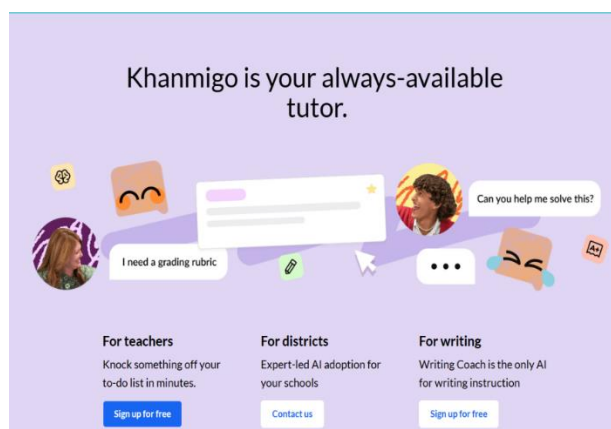 Khanmigo is your always-available
tutor.
Can you help me solve this?
I need a grading rubric
A+
For teachers
Knock something off your
to-do list in minutes.
Sign up for free
For districts
Expert-led AI adoption for
your schools
Contact us
For writing
Writing Coach is the only AI
for writing instruction
Sign up for free